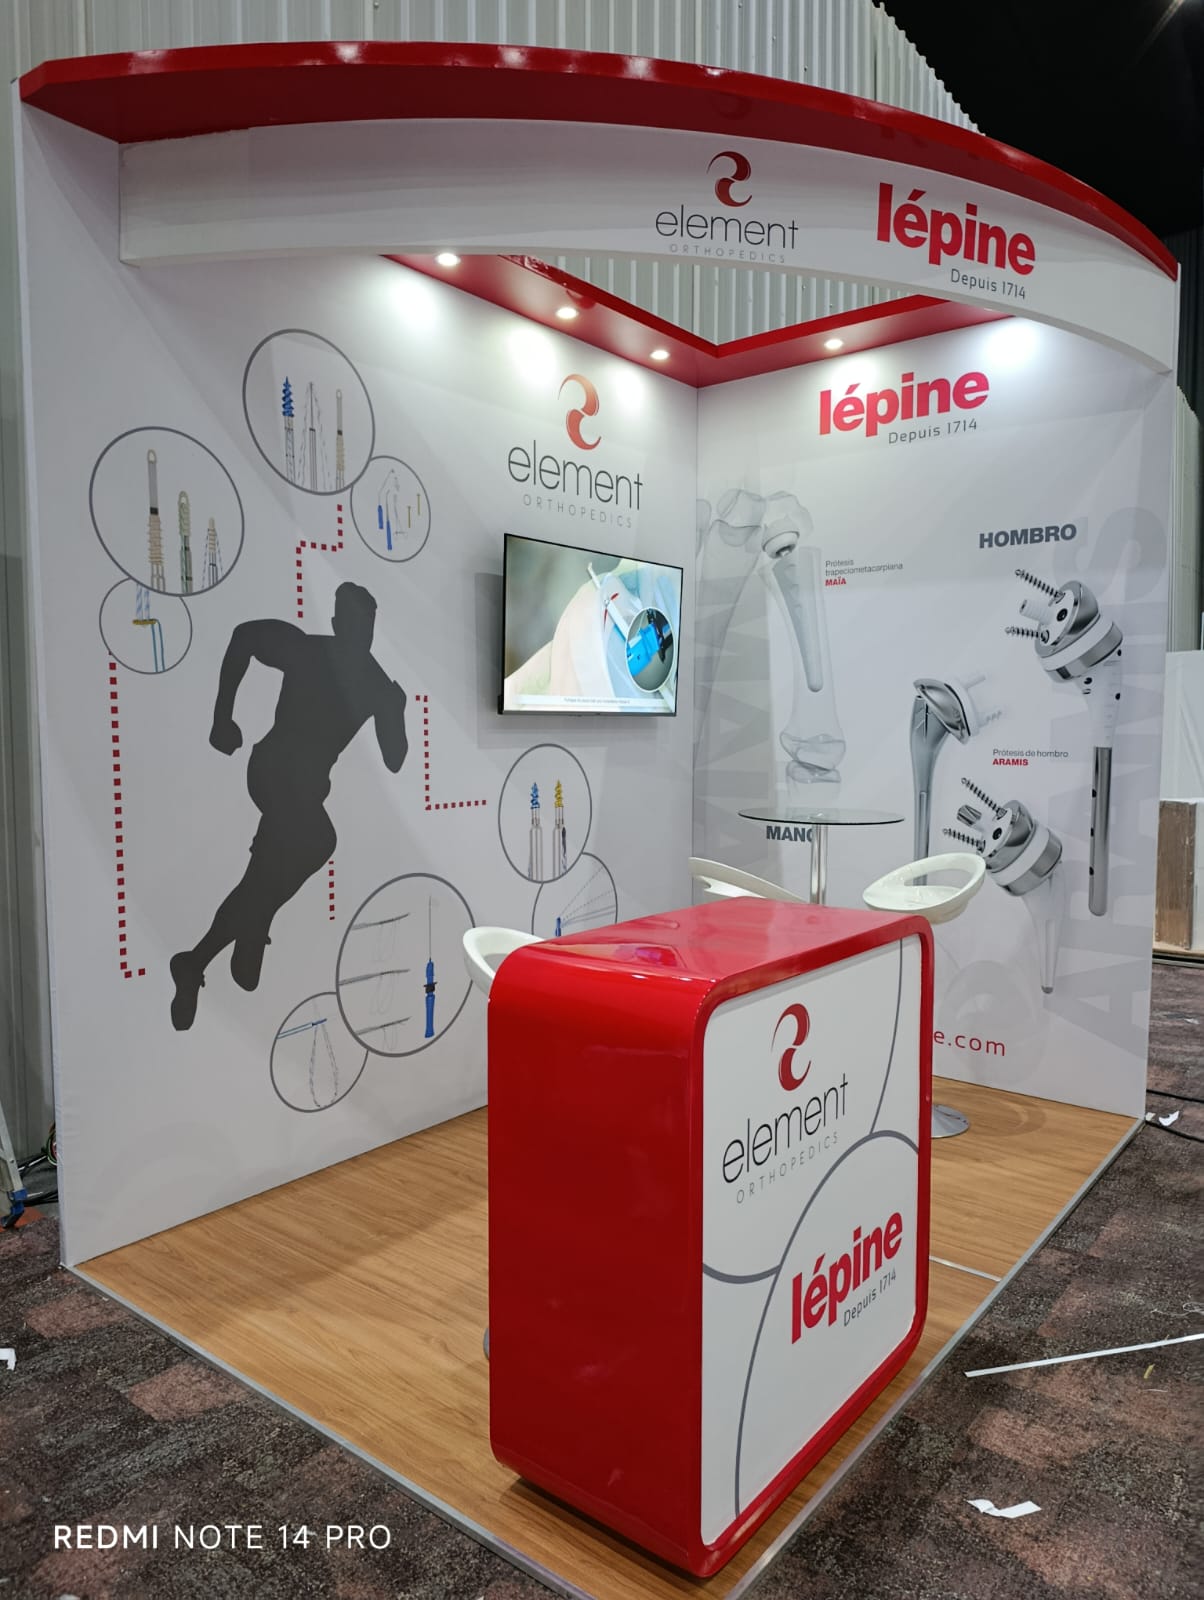 element
ORTHOPEDICS
lépine
Depuis 1714
element
ORTHOPEDICS
lépine
Depuis 1714
HOMBRO
Prótesis
trapeciometacarpiana
MAÏA
Prótesis de hombro
ARAMIS
MANO
e.com
element
ORTHOPEDICS
lépine
Depuis 1714
REDMI NOTE 14 PRO